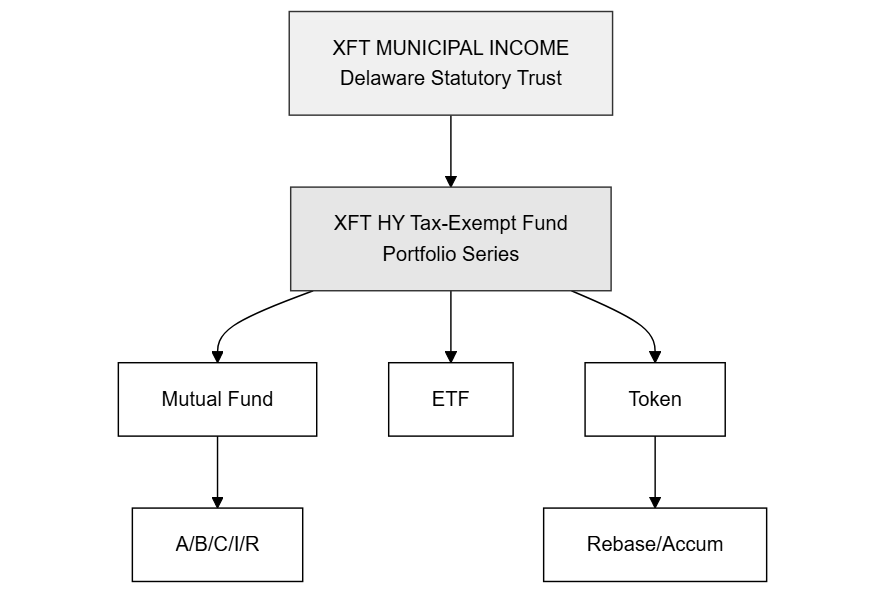 XFT MUNICIPAL INCOME
Delaware Statutory Trust
XFT HY Tax-Exempt Fund
Portfolio Series
Mutual Fund
ETF
Token
A/B/C/I/R
Rebase/Accum